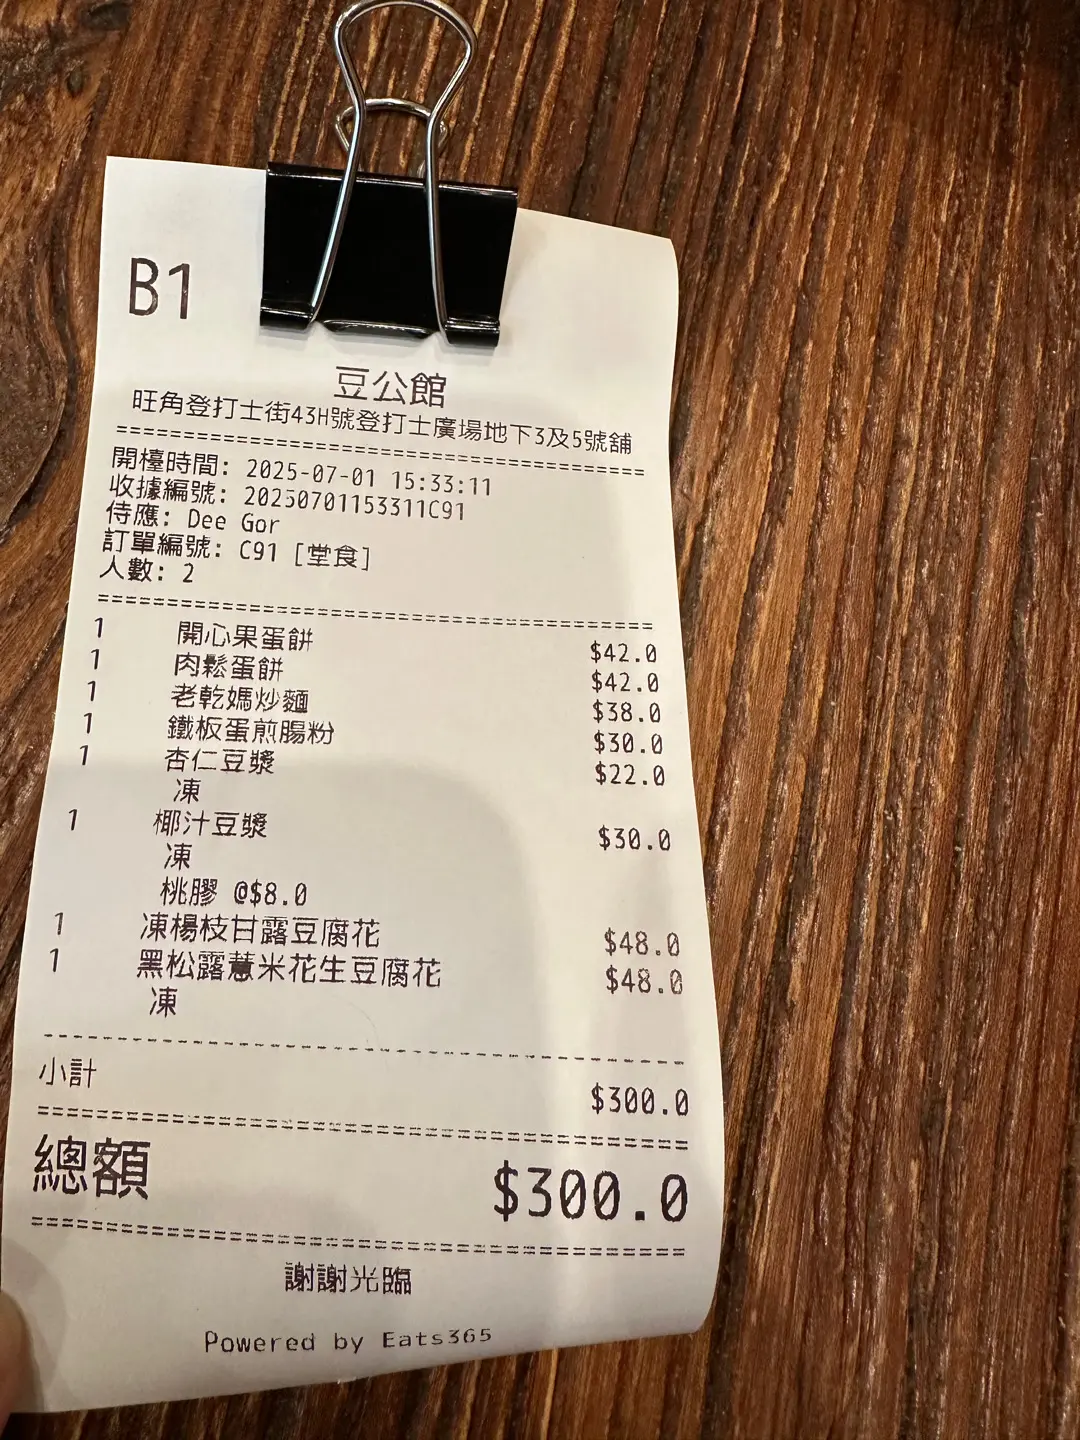 B1
豆公館
旺角登打士街43H號登打士廣場地下3及5號舖
開檯時間: 2025-07-01 15:33:11
收據編號: 20250701153311C91
侍應: Dee Gor
訂單編號: C91 [堂食]
人數: 2
1 開心果蛋餅 $42.0
1 肉鬆蛋餅 $42.0
1 老乾媽炒麵 $38.0
1 鐵板蛋煎腸粉 $30.0
1 杏仁豆漿 $22.0
凍
1 椰汁豆漿 $30.0
凍
桃膠 @$8.0
1 凍楊枝甘露豆腐花 $48.0
1 黑松露薏米花生豆腐花 $48.0
凍
小計 $300.0
總額 $300.0
謝謝光臨
Powered by Eats365